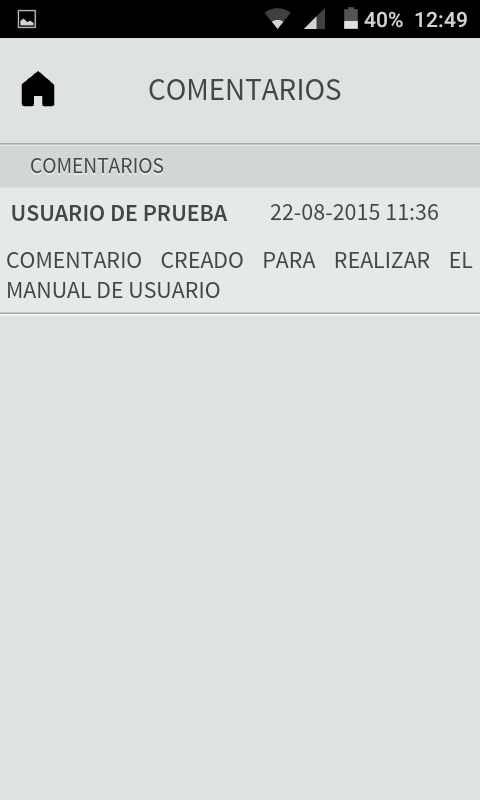 40% 12:49
COMENTARIOS
COMENTARIOS
USUARIO DE PRUEBA 22-08-2015 11:36
COMENTARIO CREADO PARA REALIZAR EL
MANUAL DE USUARIO